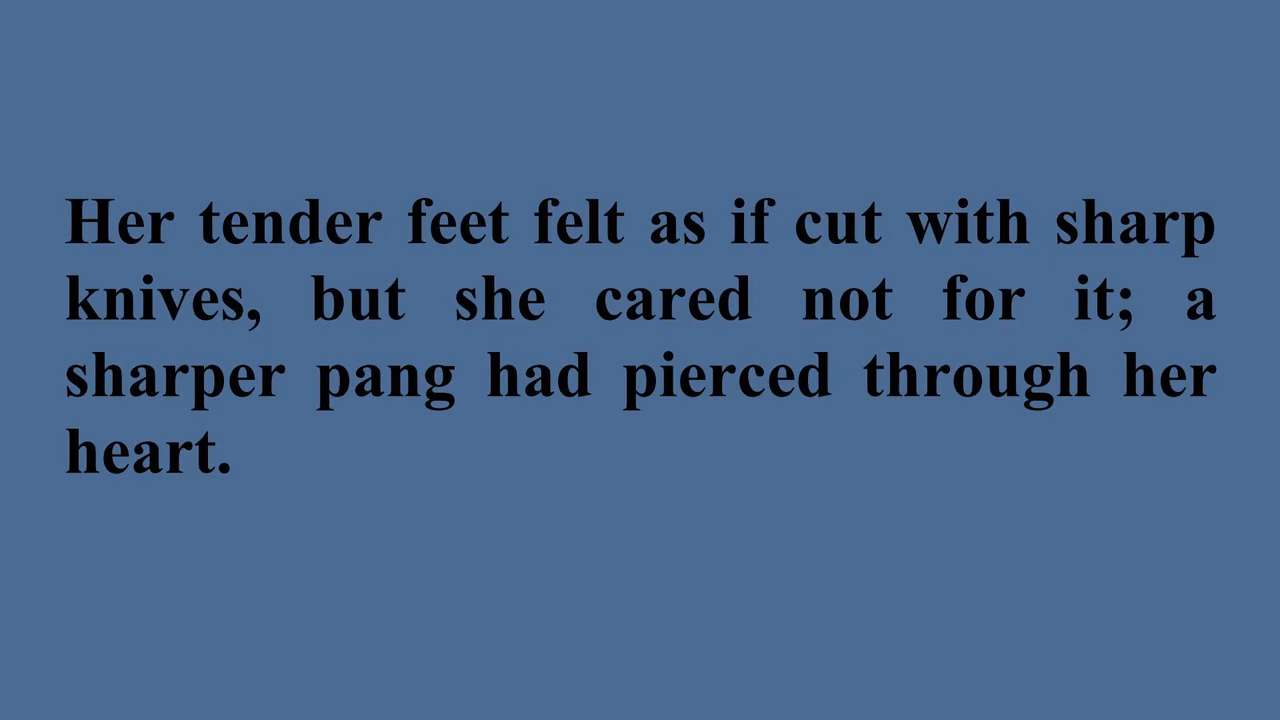 Her tender feet felt as if cut with sharp
knives, but she cared not for it; a
sharper pang had pierced through her
heart.